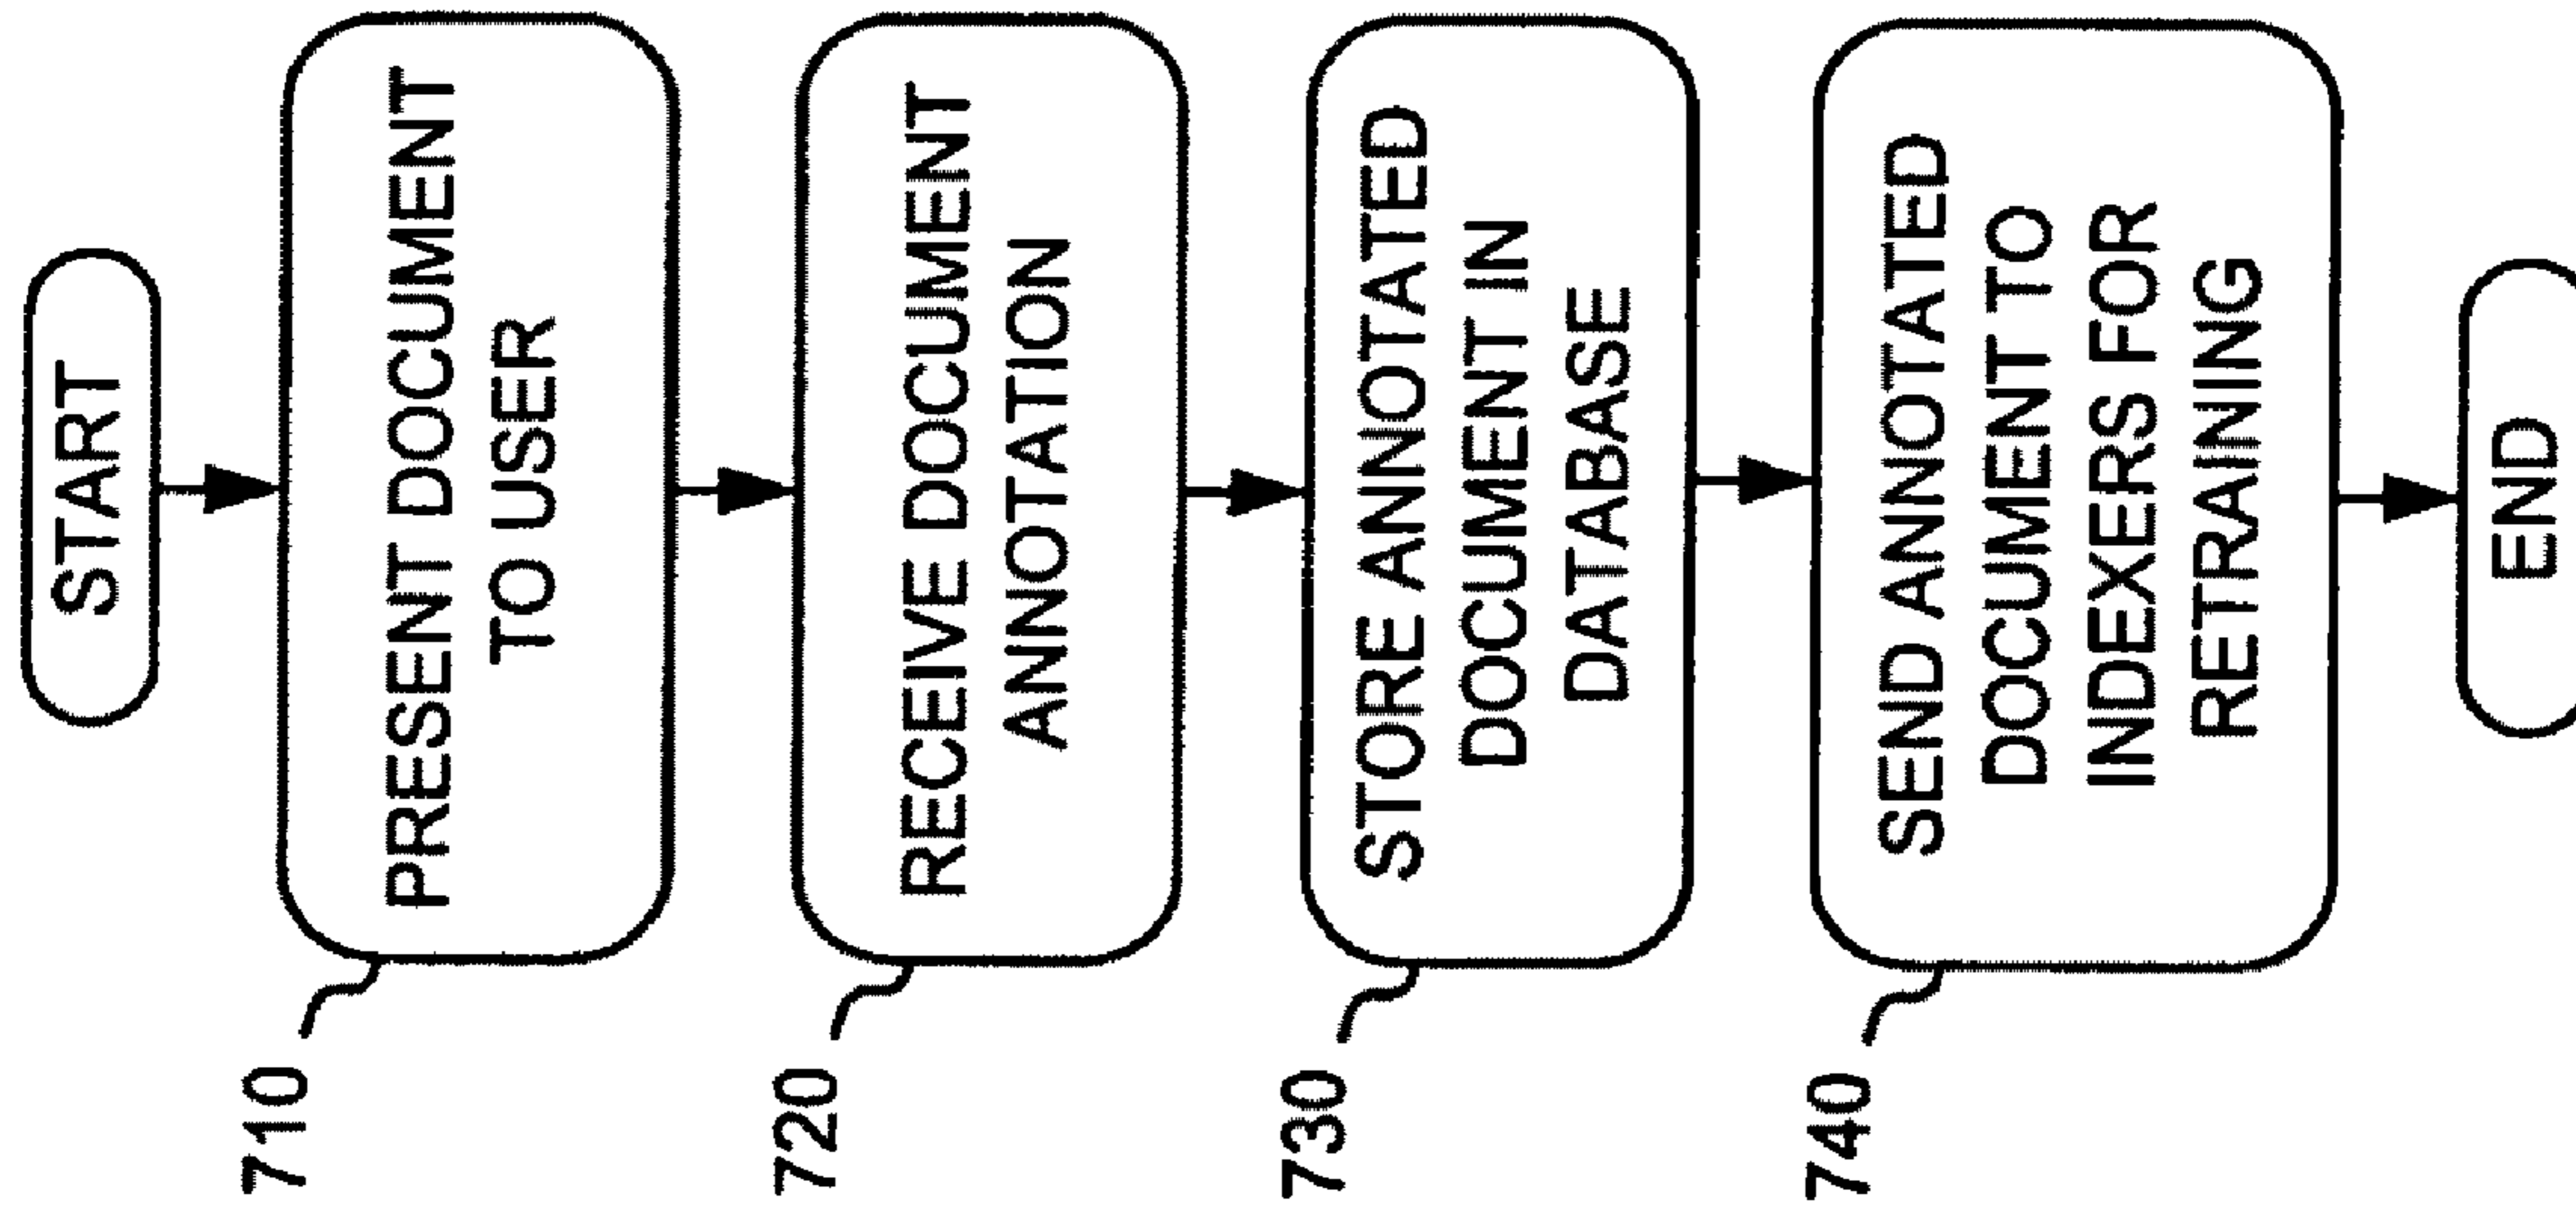 START
710
PRESENT DOCUMENT
TO USER
720
RECEIVE DOCUMENT
ANNOTATION
730
STORE ANNOTATED
DOCUMENT IN
DATABASE
740
SEND ANNOTATED
DOCUMENT TO
INDEXERS FOR
RETRAINING
END